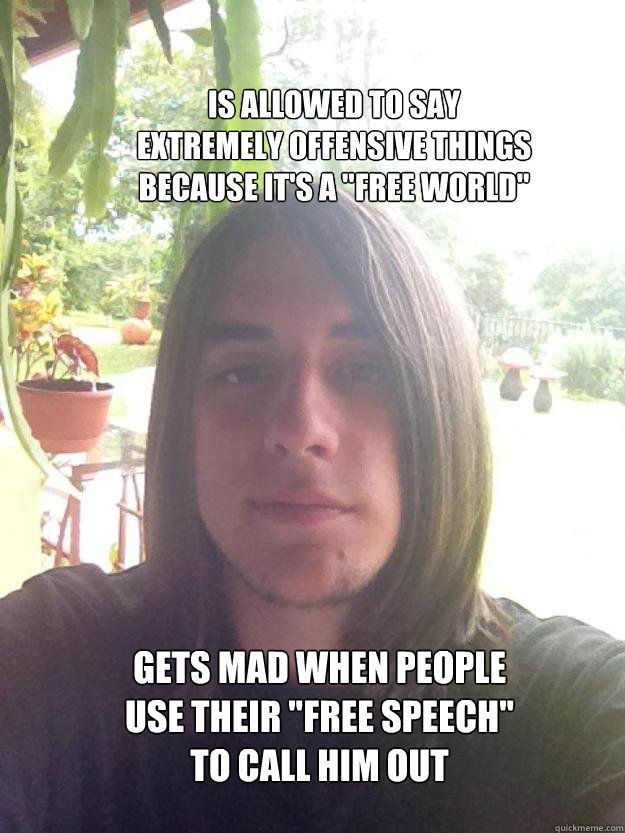 IS ALLOWED TO SAY
EXTREMELY OFFENSIVE THINGS
BECAUSE IT'S A "FREE WORLD"
GETS MAD WHEN PEOPLE
USE THEIR "FREE SPEECH"
TO CALL HIM OUT
quickmeme.com